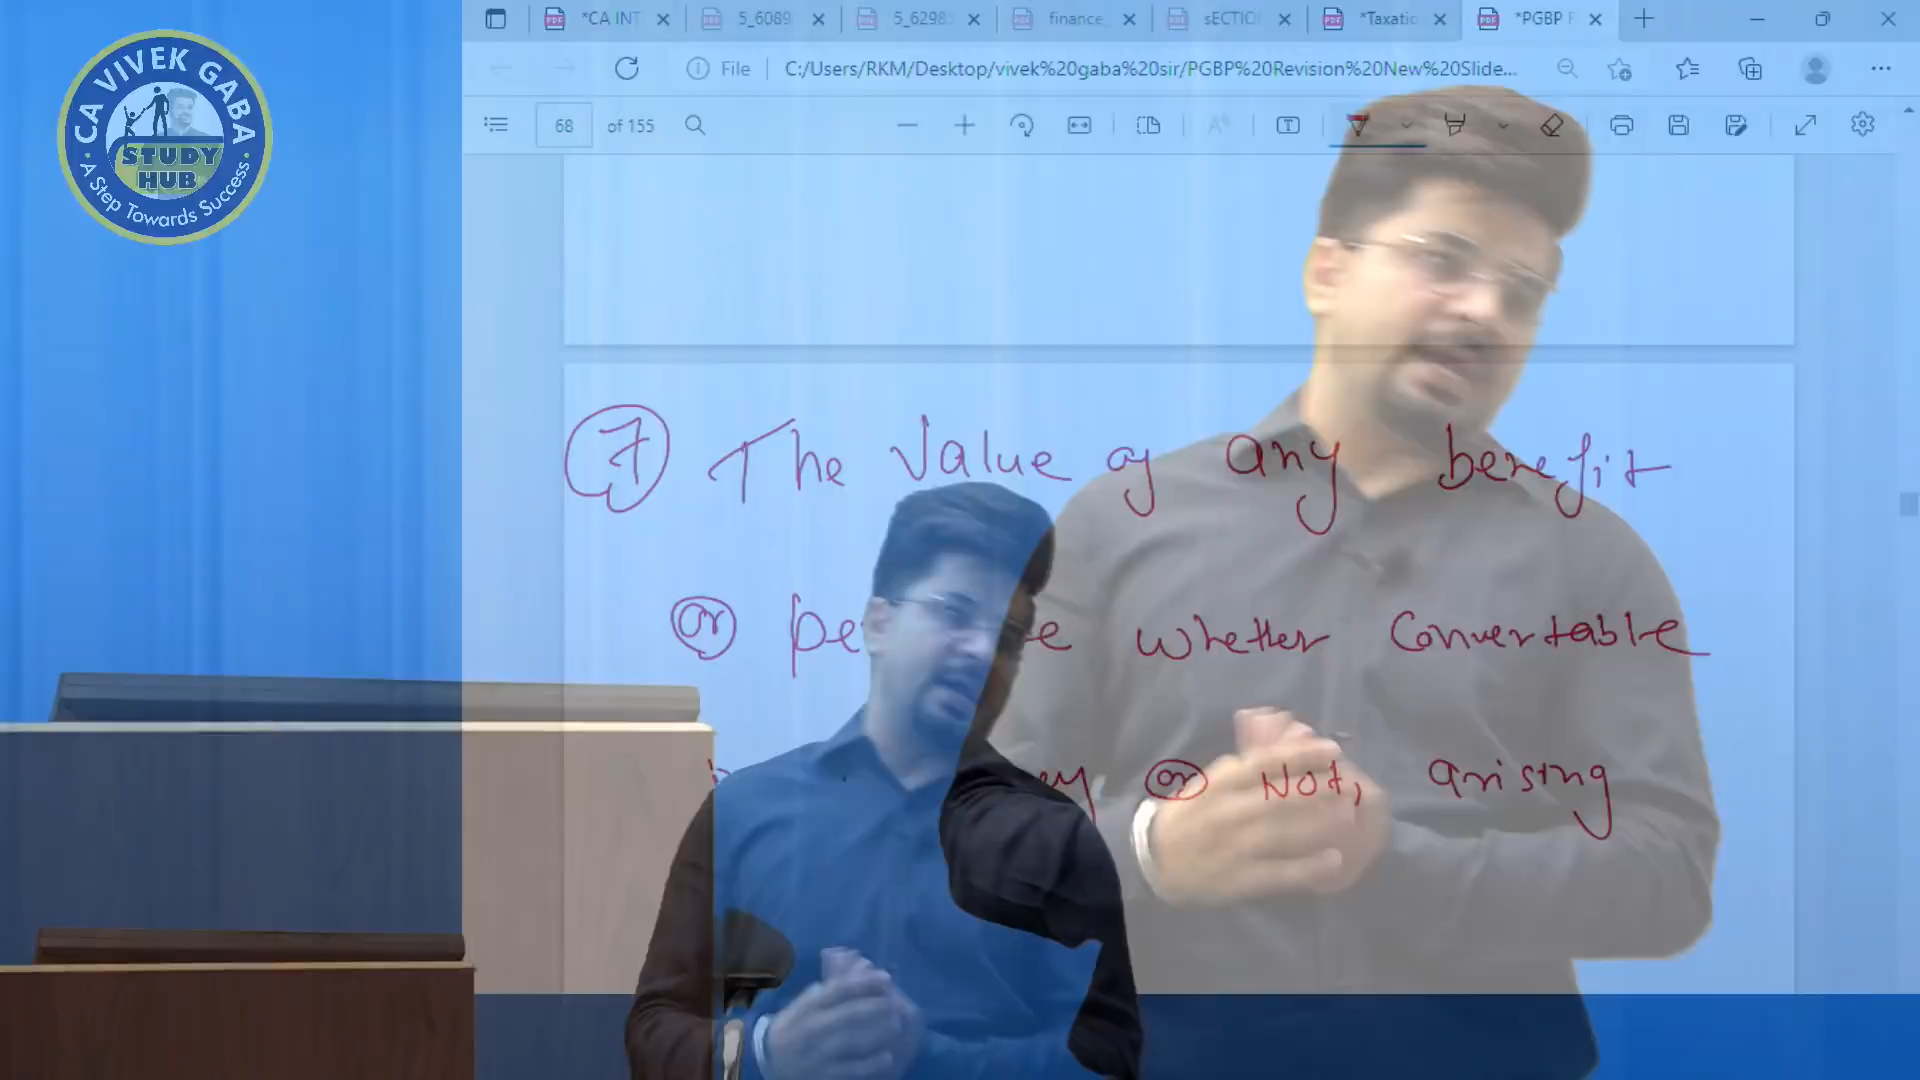 CA VIVEK GABA
STUDY
HUB
A Step Towards Success
*CA INT
5_6089
5_6298
finance_
sECTIO
*Taxatio
*PGBP F
File
C:/Users/RKM/Desktop/vivek%20gaba%20sir/PGBP%20Revision%20New%20Slide...
68 of 155
7 The Value of any benefit
or whether Convertable
or Not, arising